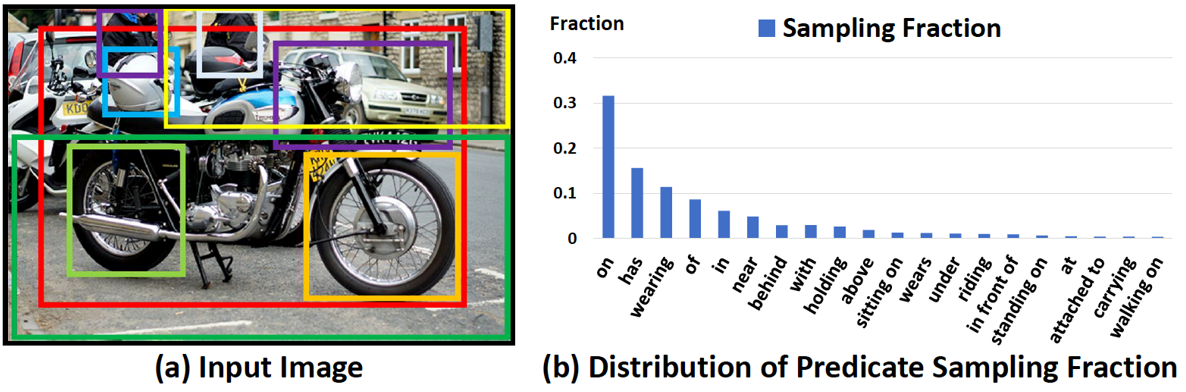 Fraction
Sampling Fraction
0.4
0.3
0.2
0.1
0
on
has
wearing
of
in
near
behind
with
holding
above
sitting on
wears
under
riding
in front of
standing on
at
attached to
carrying
walking on
(a) Input Image
(b) Distribution of Predicate Sampling Fraction